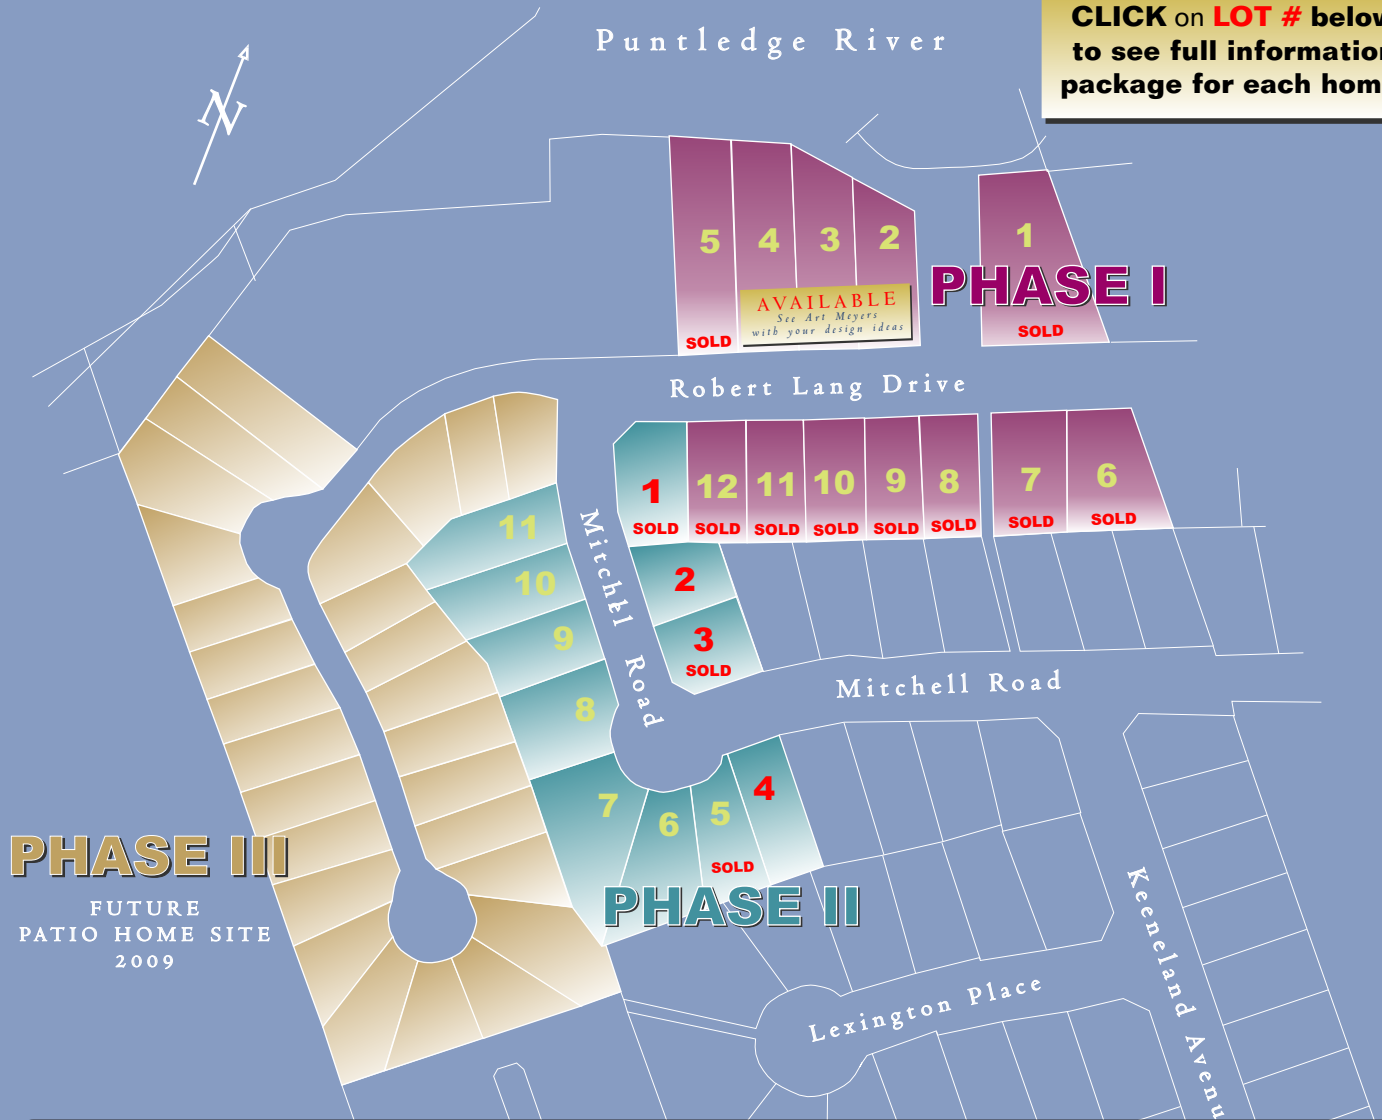 CLICK on LOT # below
to see full information
package for each hom
Puntledge River
N
5
4
3
2
1
PHASE I
AVAILABLE
See Art Meyers
with your design ideas
SOLD
SOLD
Robert Lang Drive
1
12
11
10
9
8
7
6
SOLD
SOLD
SOLD
SOLD
SOLD
SOLD
SOLD
SOLD
11
10
9
8
7
6
5
4
SOLD
2
3
SOLD
Mitchel Road
Mitchell Road
PHASE III
FUTURE
PATIO HOME SITE
2009
PHASE II
Lexington Place
Keeneland Avenu